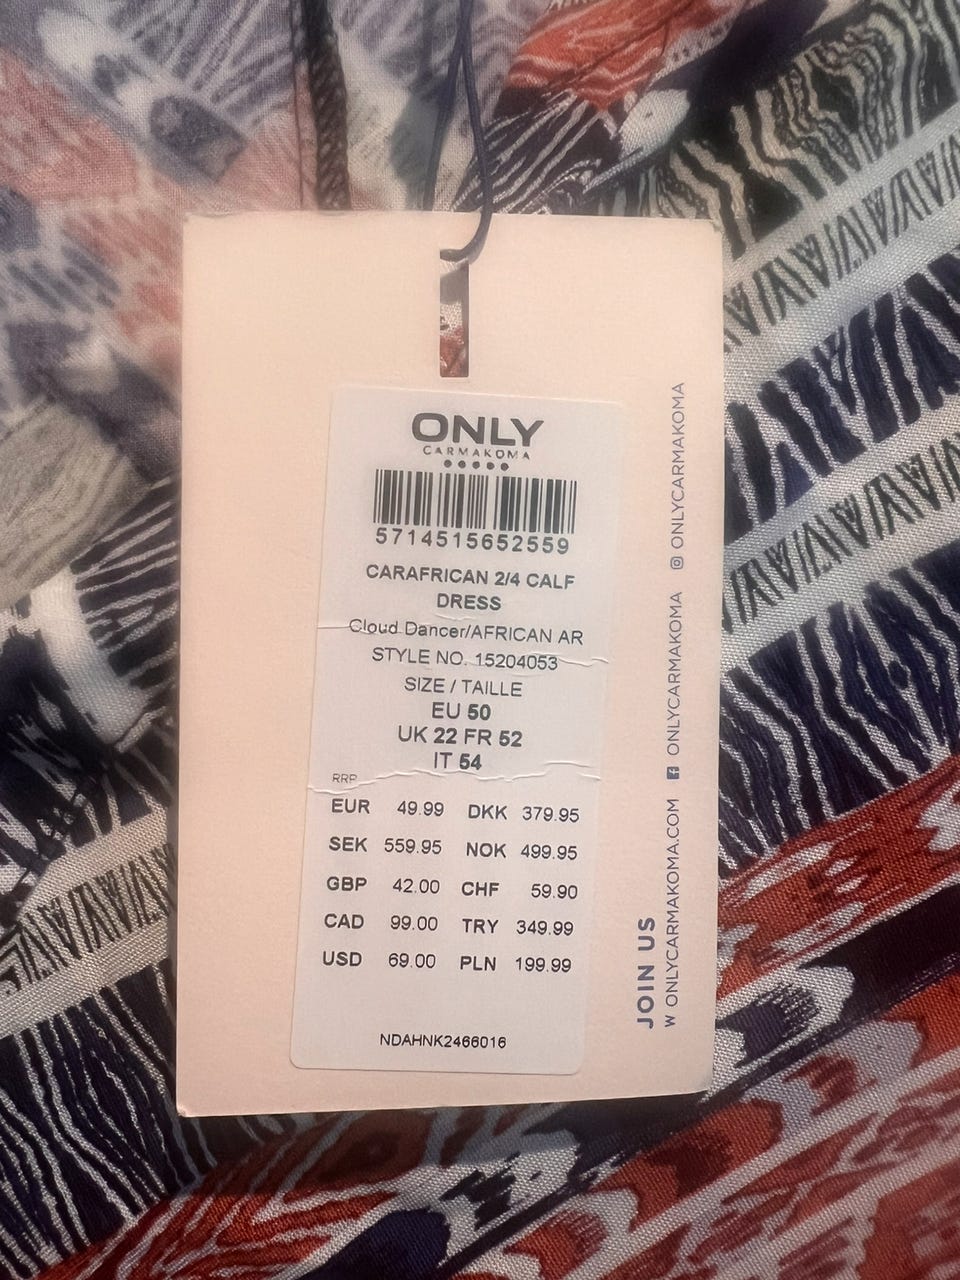 ONLY
CARMAKOMA
5714515652559
CARAFRICAN 2/4 CALF
DRESS
Cloud Dancer/AFRICAN AR
STYLE NO. 15204053
SIZE / TAILLE
EU 50
UK 22 FR 52
IT 54
RRP
EUR 49.99 DKK 379.95
SEK 559.95 NOK 499.95
GBP 42.00 CHF 59.90
CAD 99.00 TRY 349.99
USD 69.00 PLN 199.99
NDAHNK2466016
JOIN US
W ONLYCARMAKOMA.COM ONLYCARMAKOMA ONLYCARMAKOMA